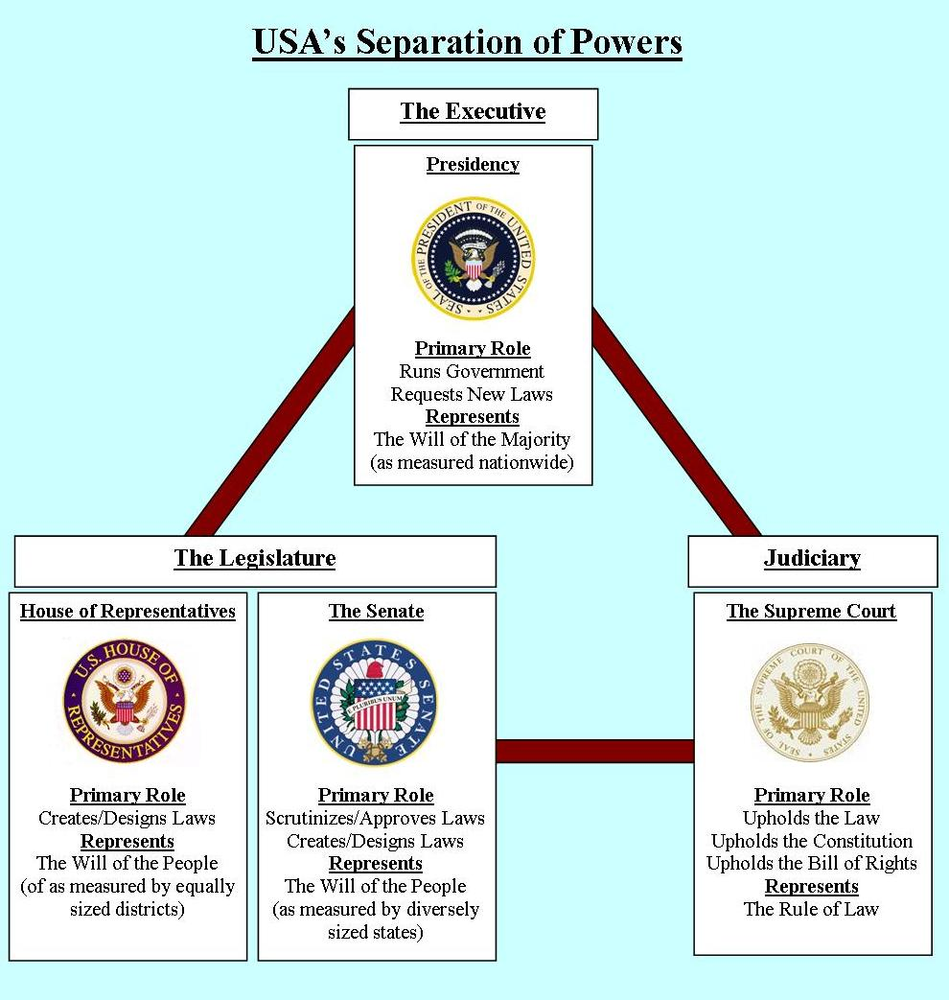 USA's Separation of Powers
The Executive
Presidency
SEAL OF THE PRESIDENT OF THE UNITED STATES
Primary Role
Runs Government
Requests New Laws
Represents
The Will of the Majority
(as measured nationwide)
The Legislature
House of Representatives
U.S. HOUSE OF REPRESENTATIVES
Primary Role
Creates/Designs Laws
Represents
The Will of the People
(of as measured by equally
sized districts)
The Senate
UNITED STATES SENATE
E PLURIBUS UNUM
Primary Role
Scrutinizes/Approves Laws
Creates/Designs Laws
Represents
The Will of the People
(as measured by diversely
sized states)
Judiciary
The Supreme Court
SEAL OF THE SUPREME COURT OF THE UNITED STATES
Primary Role
Upholds the Law
Upholds the Constitution
Upholds the Bill of Rights
Represents
The Rule of Law